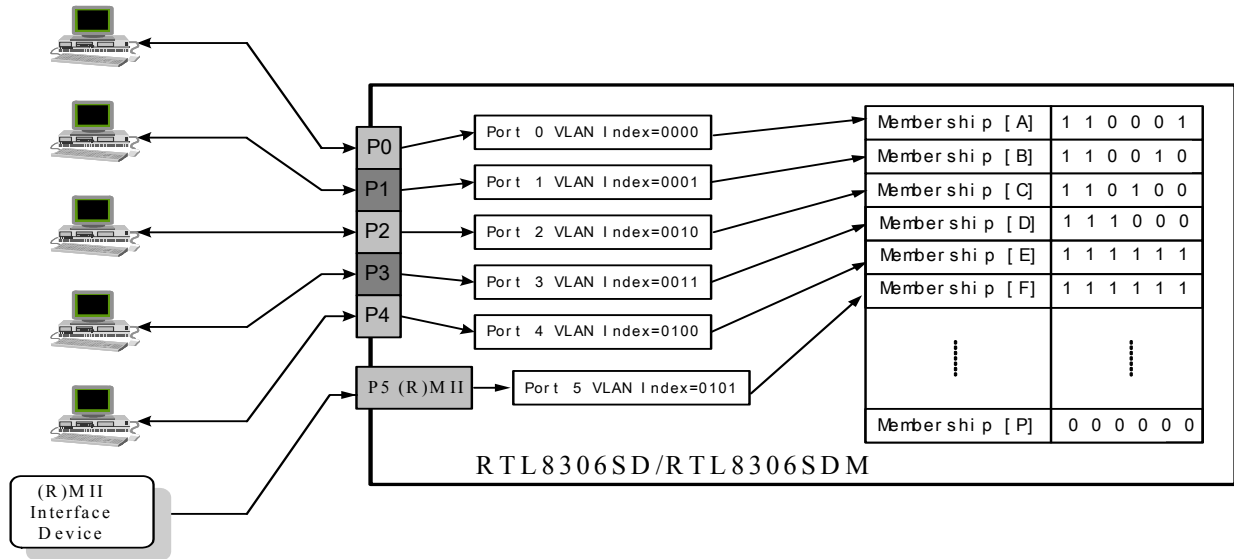 P0
P1
P2
P3
P4
P5 (R)MII
Port 0 VLAN Index=0000
Port 1 VLAN Index=0001
Port 2 VLAN Index=0010
Port 3 VLAN Index=0011
Port 4 VLAN Index=0100
Port 5 VLAN Index=0101
Membership [A] 1 1 0 0 0 1
Membership [B] 1 1 0 0 1 0
Membership [C] 1 1 0 1 0 0
Membership [D] 1 1 1 0 0 0
Membership [E] 1 1 1 1 1 1
Membership [F] 1 1 1 1 1 1
Membership [P] 0 0 0 0 0 0
RTL8306SD/RTL8306SDM
(R)MII
Interface
Device